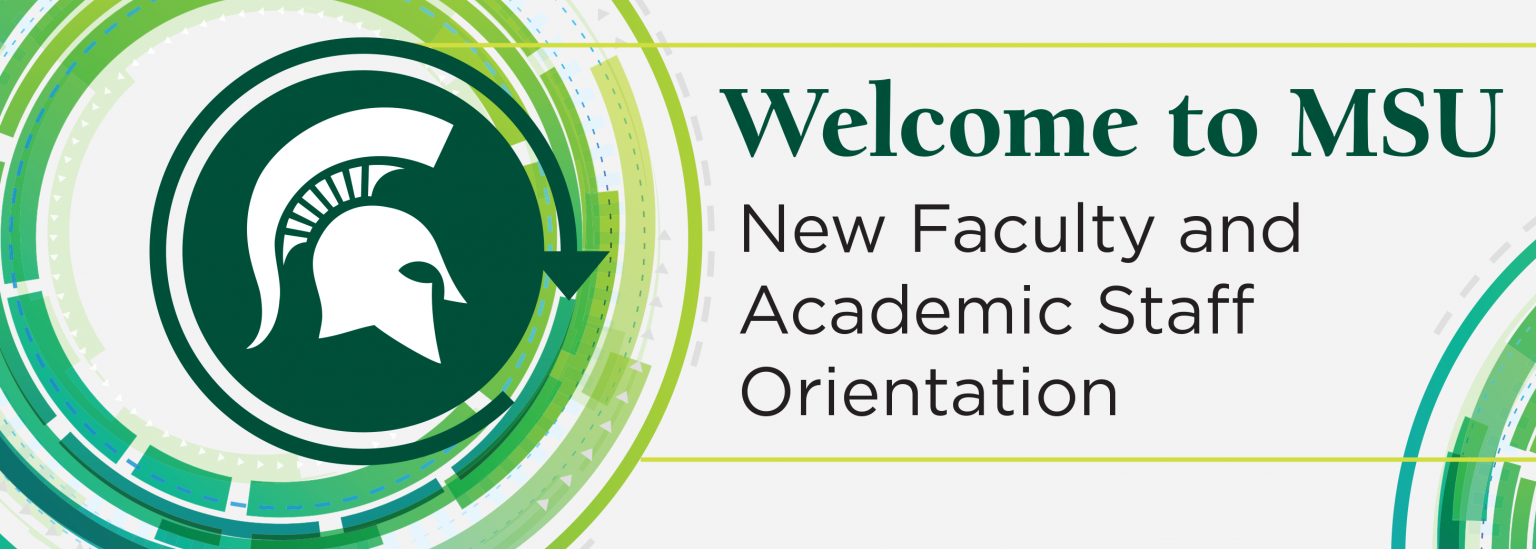 Welcome to MSU
New Faculty and
Academic Staff
Orientation